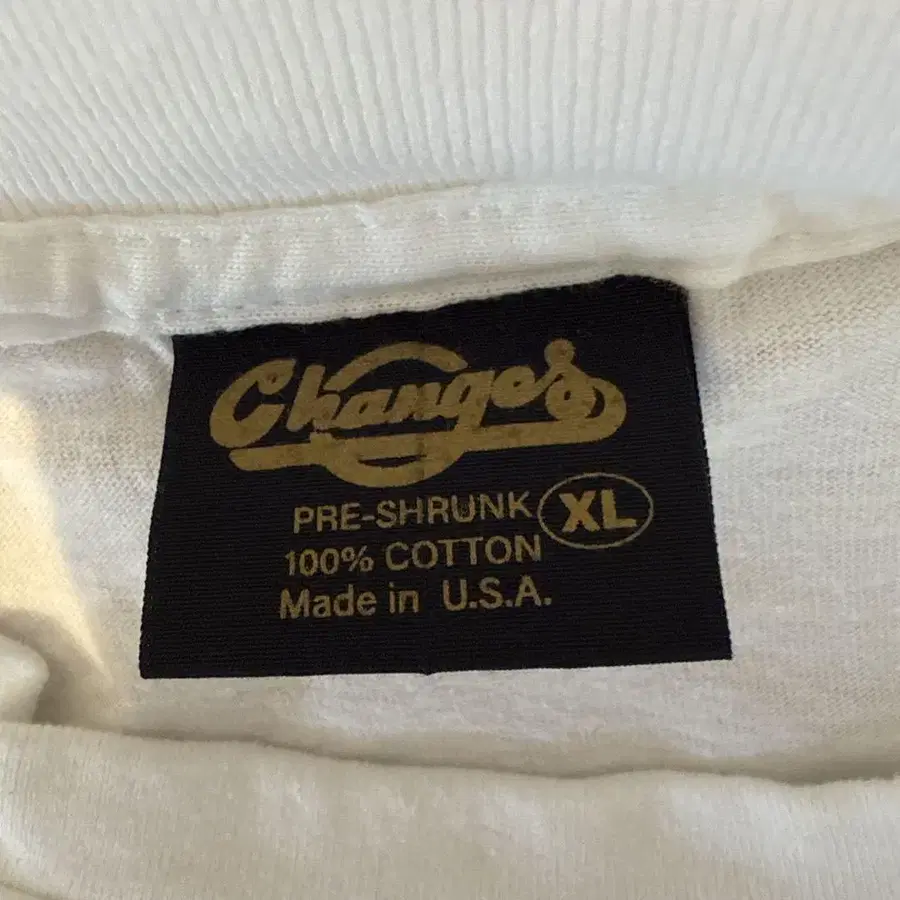 Changes
PRE-SHRUNK XL
100% COTTON
Made in U.S.A.